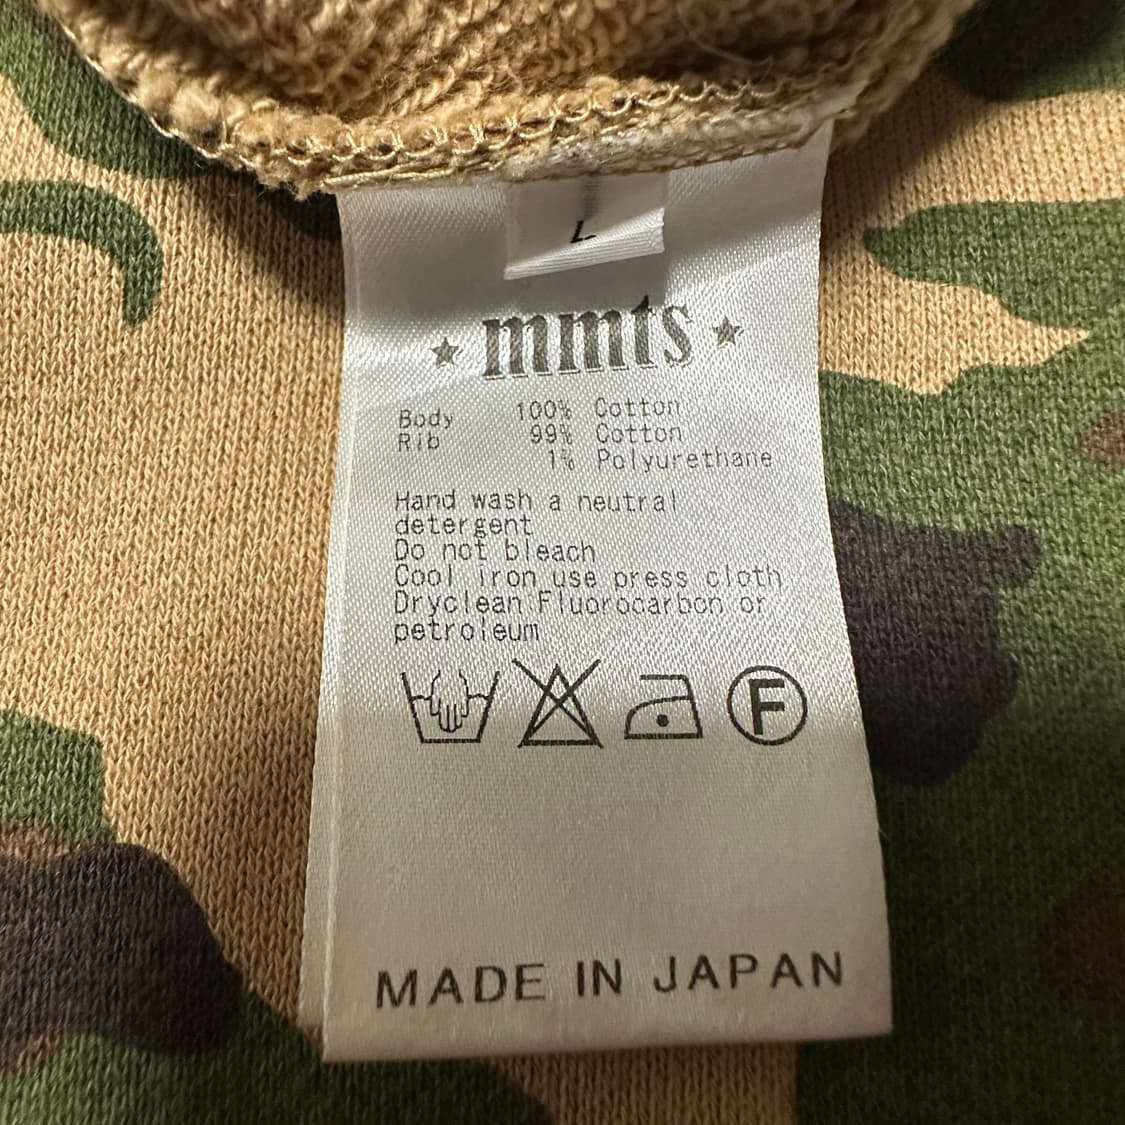 L
★ mmts ★
Body 100% Cotton
Rib 99% Cotton
1% Polyurethane
Hand wash a neutral
detergent
Do not bleach
Cool iron use press cloth
Dryclean Fluorocarbon or
petroleum
F
MADE IN JAPAN